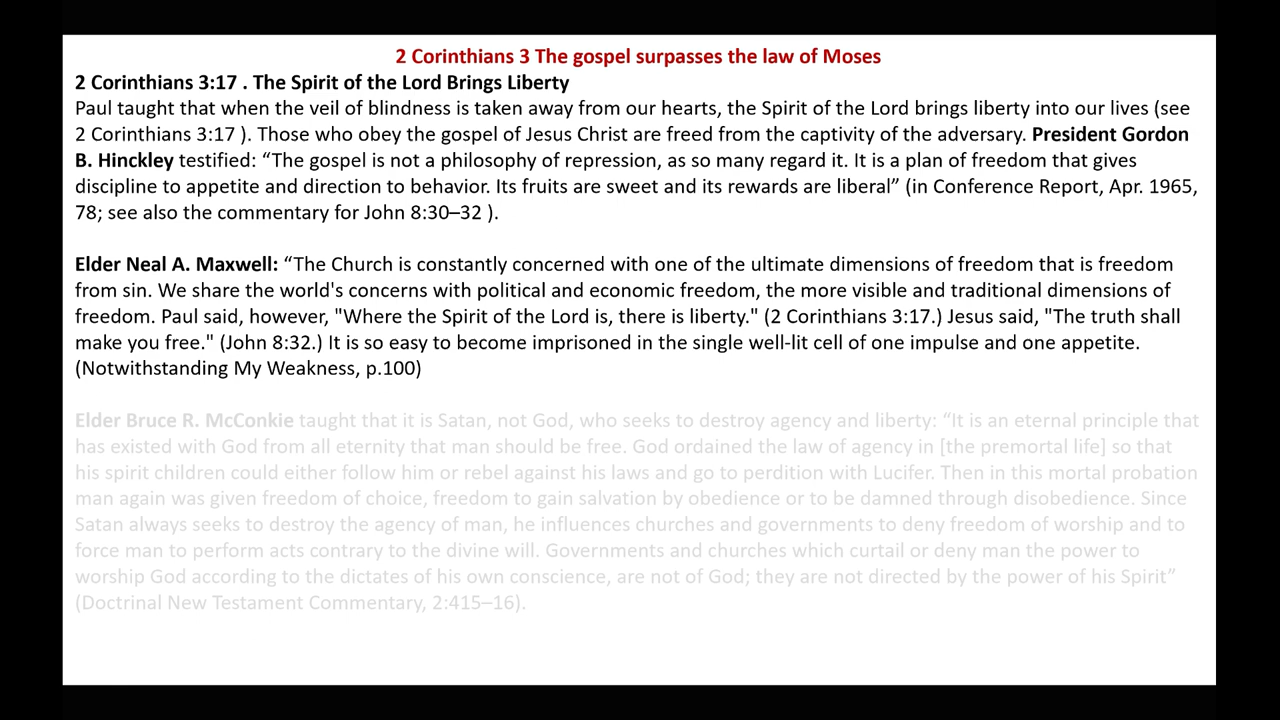 2 Corinthians 3 The gospel surpasses the law of Moses
2 Corinthians 3:17 . The Spirit of the Lord Brings Liberty
Paul taught that when the veil of blindness is taken away from our hearts, the Spirit of the Lord brings liberty into our lives (see
2 Corinthians 3:17 ). Those who obey the gospel of Jesus Christ are freed from the captivity of the adversary. President Gordon
B. Hinckley testified: “The gospel is not a philosophy of repression, as so many regard it. It is a plan of freedom that gives
discipline to appetite and direction to behavior. Its fruits are sweet and its rewards are liberal” (in Conference Report, Apr. 1965,
78; see also the commentary for John 8:30–32 ).
Elder Neal A. Maxwell: “The Church is constantly concerned with one of the ultimate dimensions of freedom that is freedom
from sin. We share the world's concerns with political and economic freedom, the more visible and traditional dimensions of
freedom. Paul said, however, "Where the Spirit of the Lord is, there is liberty." (2 Corinthians 3:17.) Jesus said, "The truth shall
make you free." (John 8:32.) It is so easy to become imprisoned in the single well-lit cell of one impulse and one appetite.
(Notwithstanding My Weakness, p.100)
Elder Bruce R. McConkie taught that it is Satan, not God, who seeks to destroy agency and liberty: “It is an eternal principle that
has existed with God from all eternity that man should be free. God ordained the law of agency in [the premortal life] so that
his spirit children could either follow him or rebel against his laws and go to perdition with Lucifer. Then in this mortal probation
man again was given freedom of choice, freedom to gain salvation by obedience or to be damned through disobedience. Since
Satan always seeks to destroy the agency of man, he influences churches and governments to deny freedom of worship and to
force man to perform acts contrary to the divine will. Governments and churches which curtail or deny man the power to
worship God according to the dictates of his own conscience, are not of God; they are not directed by the power of his Spirit”
(Doctrinal New Testament Commentary, 2:415–16).